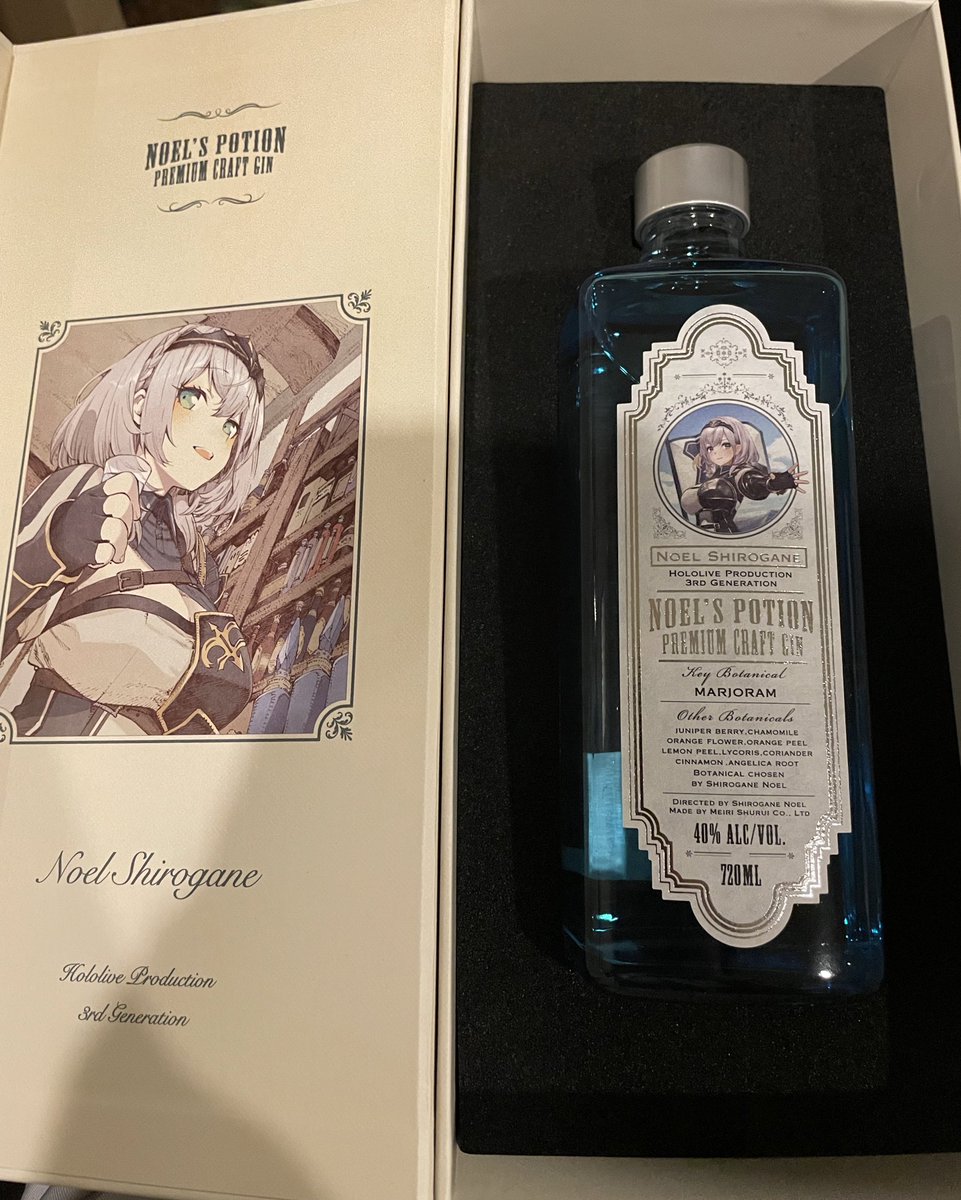 NOEL'S POTION
PREMIUM CRAFT GIN
Noel Shirogane
Hololive Production
3rd Generation
NOEL SHIROGANE
HOLOLIVE PRODUCTION
3RD GENERATION
NOEL'S POTION
PREMIUM CRAFT GIN
Key Botanical
MARJORAM
Other Botanicals
JUNIPER BERRY,CHAMOMILE
ORANGE FLOWER,ORANGE PEEL
LEMON PEEL,LYCORIS,CORIANDER
CINNAMON ,ANGELICA ROOT
BOTANICAL CHOSEN
BY SHIROGANE NOEL
DIRECTED BY SHIROGANE NOEL
MADE BY MEIRI SHURUI CO., LTD
40% ALC/VOL.
720ML